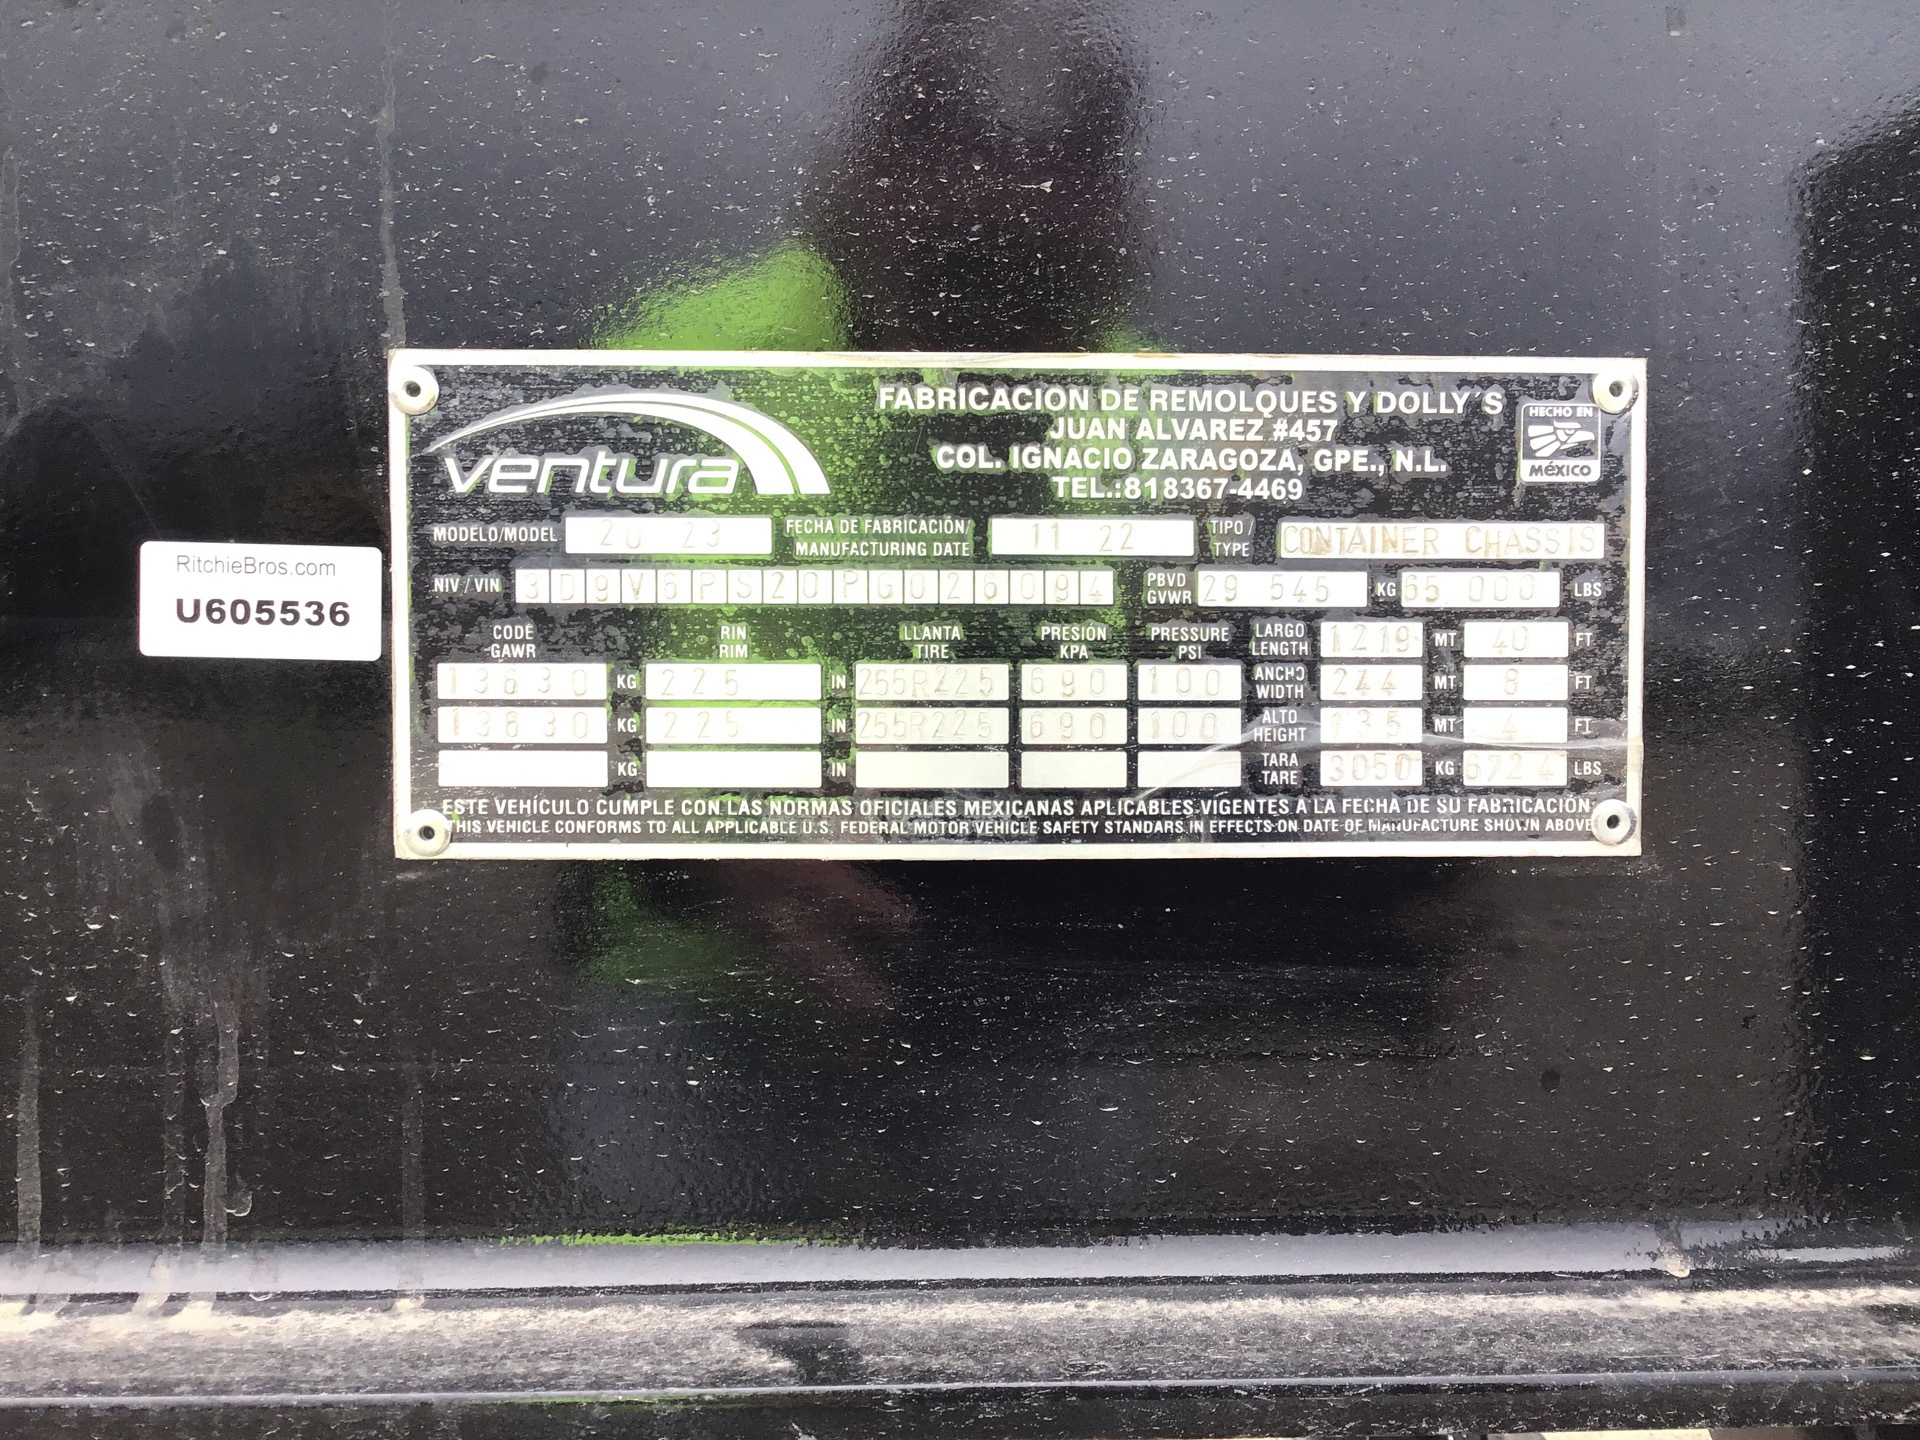 FABRICACION DE REMOLQUES Y DOLLY´S
JUAN ALVAREZ #457
COL. IGNACIO ZARAGOZA, GPE., N.L.
TEL.:818367-4469
ventura
HECHO EN
MÉXICO
MODELO/MODEL 20 23 FECHA DE FABRICACIÓN/ MANUFACTURING DATE 11 22 TIPO / TYPE CONTAINER CHASSIS
RitchieBros.com
U605536
NIV / VIN 3D9V6PS20PG026094 PBVD GVWR 29 545 KG 65,000 LBS
CODE GAWR RIN RIM LLANTA TIRE PRESIÓN KPA PRESSURE PSI LARGO LENGTH 1219 MT 40 FT
13630 KG 225 IN 255R225 690 100 ANCHO WIDTH 244 MT 8 FT
13630 KG 225 IN 255R225 690 100 ALTO HEIGHT 135 MT 4 FT
KG IN TARA TARE 3050 KG 6724 LBS
ESTE VEHÍCULO CUMPLE CON LAS NORMAS OFICIALES MEXICANAS APLICABLES.VIGENTES A LA FECHA DE SU FABRICACIÓN.
THIS VEHICLE CONFORMS TO ALL APPLICABLE U.S. FEDERAL MOTOR VEHICLE SAFETY STANDARS IN EFFECTS ON DATE OF MANUFACTURE SHOWN ABOVE